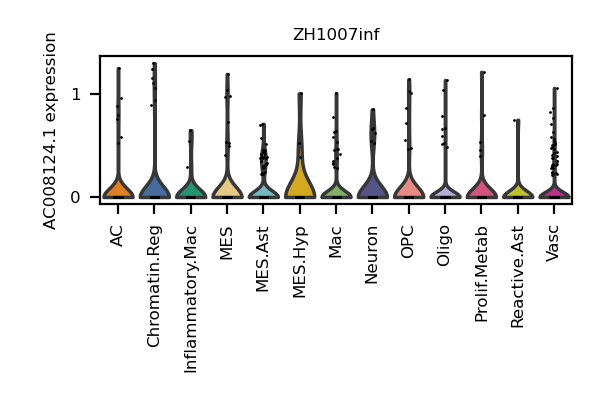 ZH1007inf
AC008124.1 expression
1
0
AC
Chromatin.Reg
Inflammatory.Mac
MES
MES.Ast
MES.Hyp
Mac
Neuron
OPC
Oligo
Prolif.Metab
Reactive.Ast
Vasc